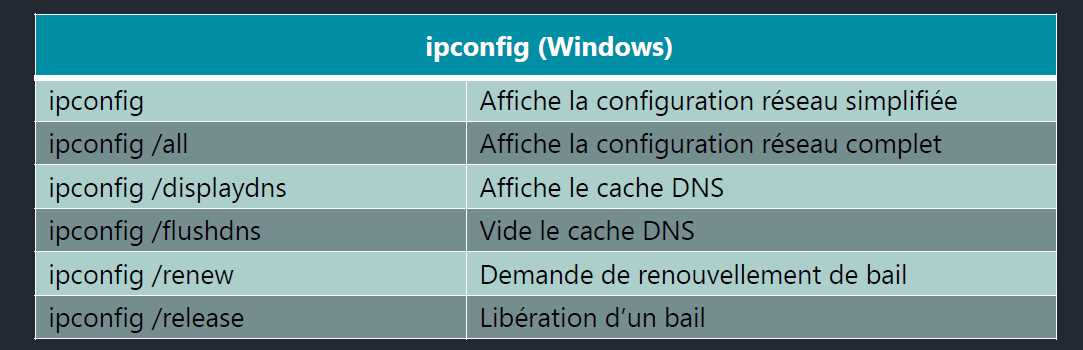 ipconfig (Windows)
ipconfig Affiche la configuration réseau simplifiée
ipconfig /all Affiche la configuration réseau complet
ipconfig /displaydns Affiche le cache DNS
ipconfig /flushdns Vide le cache DNS
ipconfig /renew Demande de renouvellement de bail
ipconfig /release Libération d’un bail